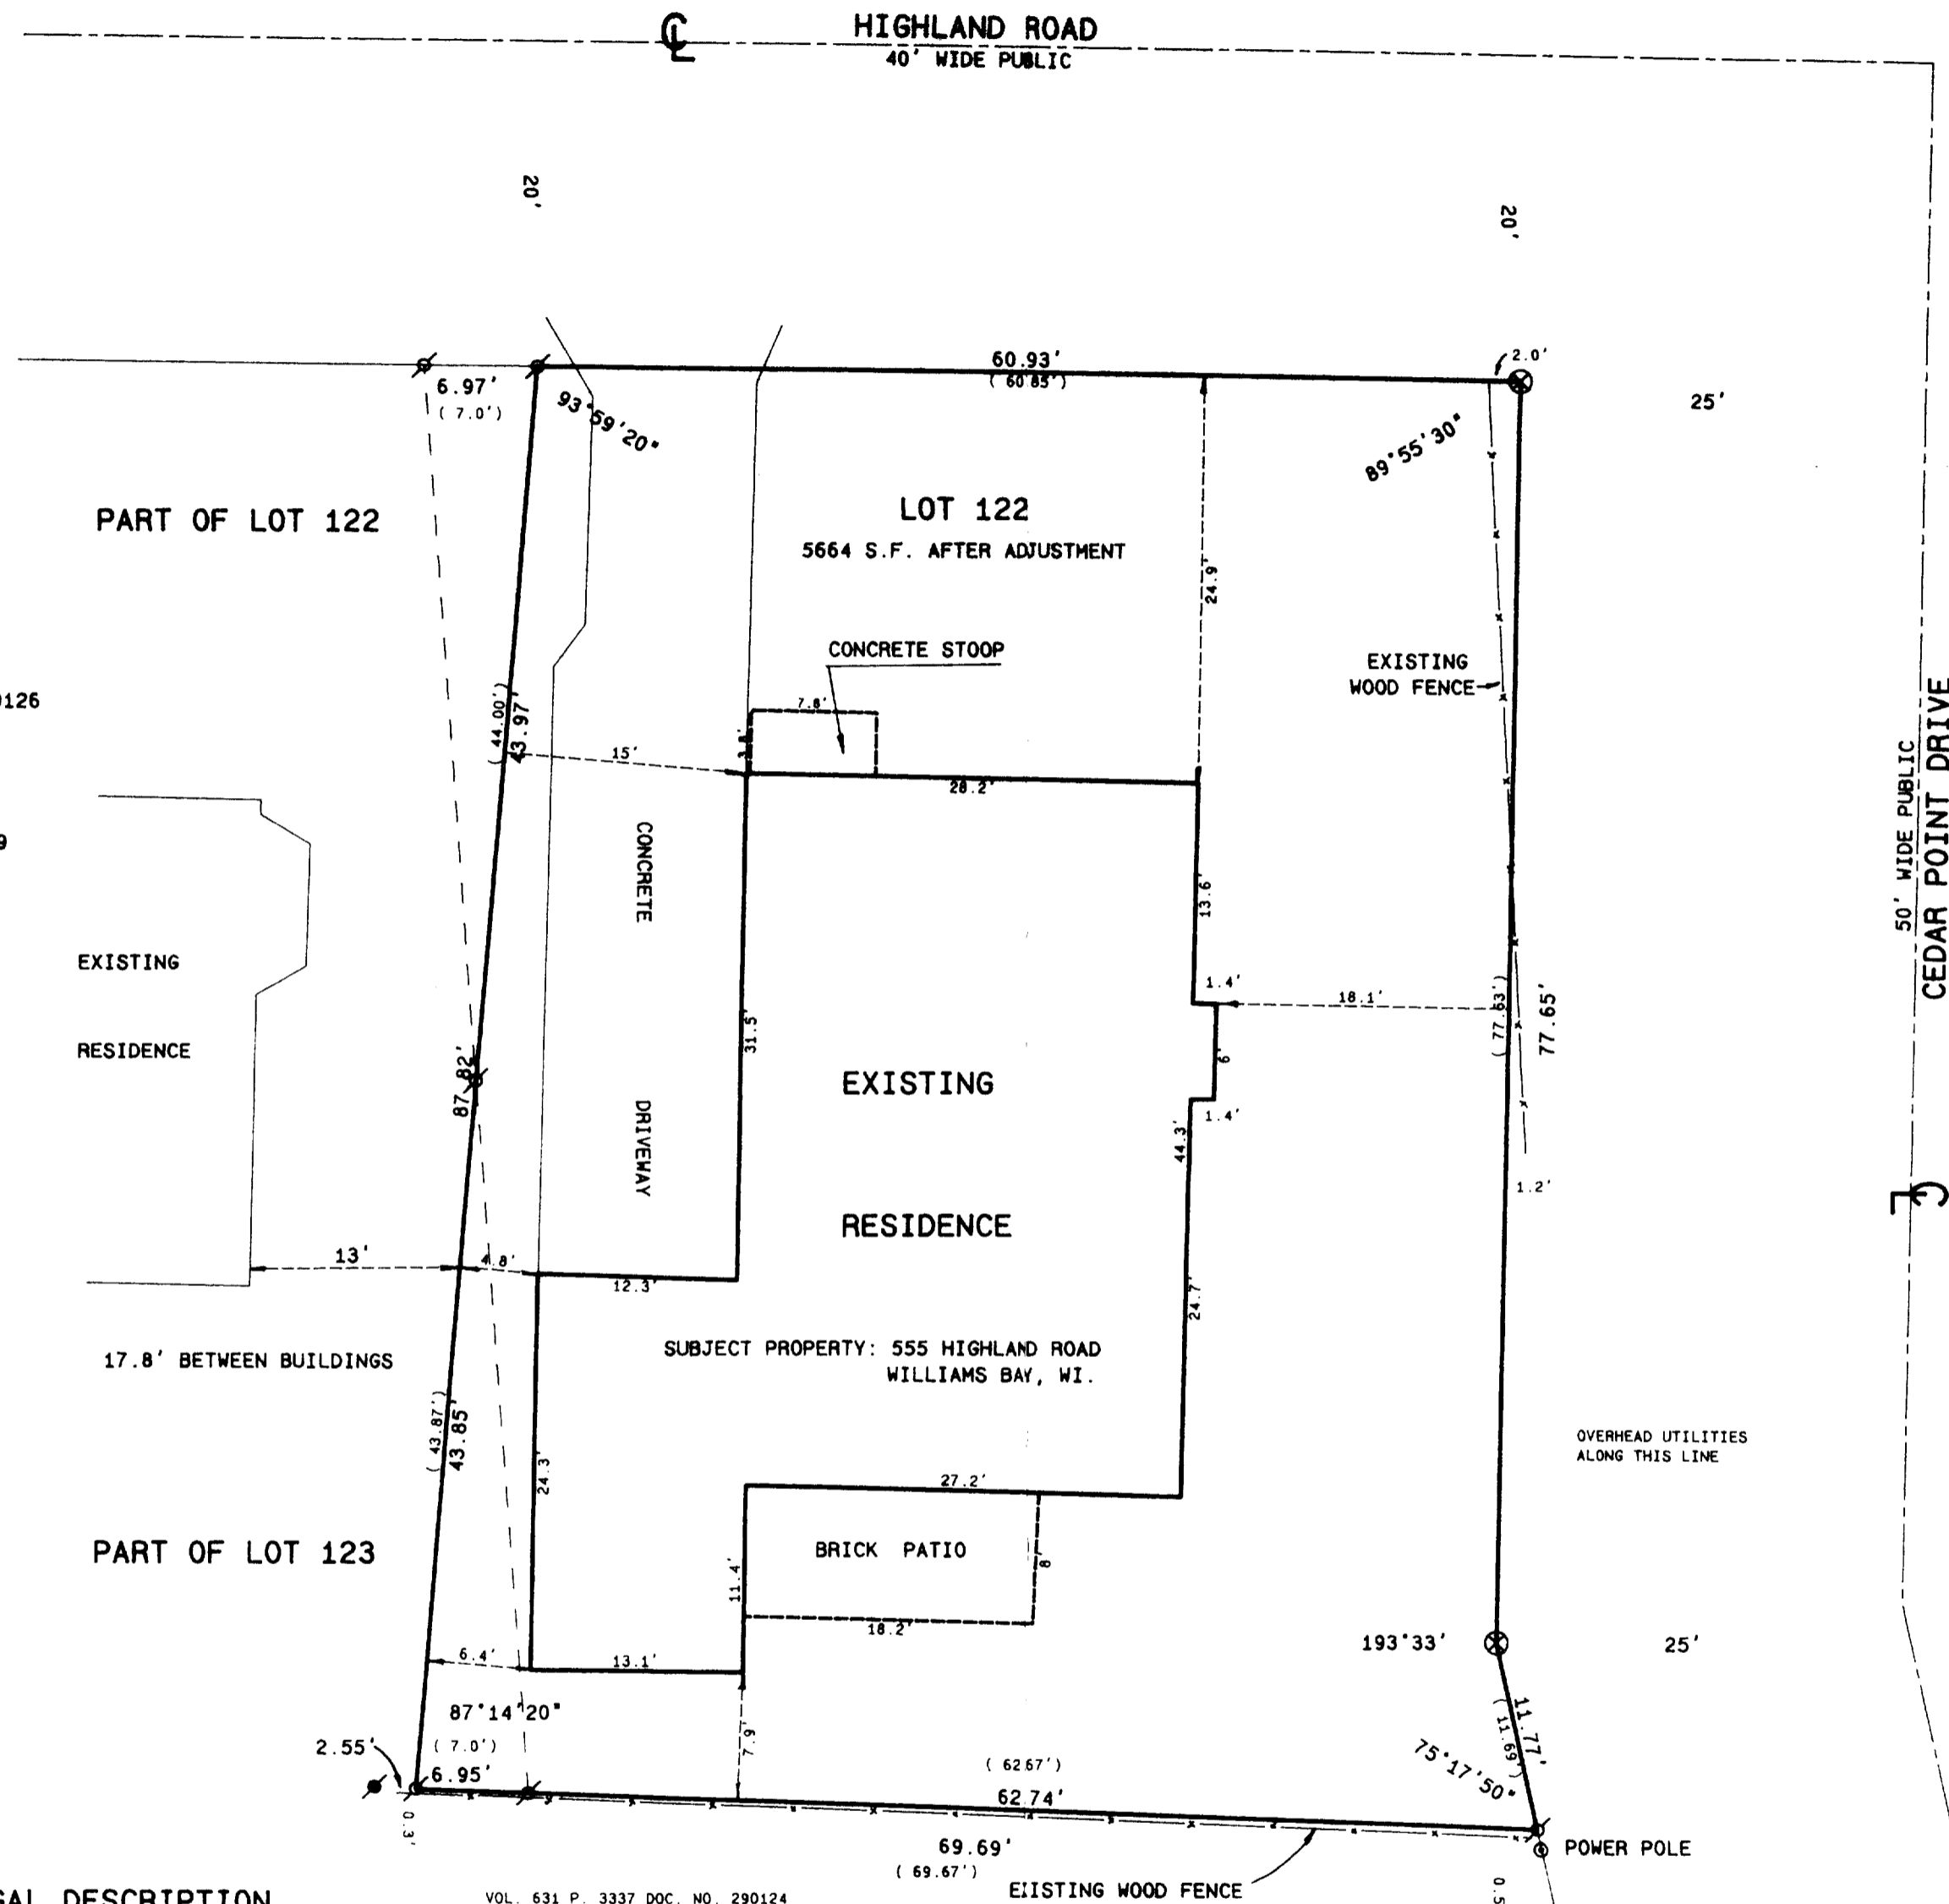 HIGHLAND ROAD
40' WIDE PUBLIC
20'
20'
6.97'
( 7.0')
93°59'20"
60.93'
( 60.85')
2.0'
89°55'30"
25'
PART OF LOT 122
LOT 122
5664 S.F. AFTER ADJUSTMENT
24.9'
CONCRETE STOOP
EXISTING
WOOD FENCE
7.8'
3.8'
( 44.00')
43.97'
15'
28.2'
50' WIDE PUBLIC
CEDAR POINT DRIVE
CONCRETE
DRIVEWAY
13.6'
1.4'
18.1'
6'
1.4'
( 77.63')
77.65'
EXISTING
RESIDENCE
31.5'
87.82'
EXISTING
RESIDENCE
44.3'
1.2'
13'
4.8'
12.3'
24.7'
17.8' BETWEEN BUILDINGS
SUBJECT PROPERTY: 555 HIGHLAND ROAD
WILLIAMS BAY, WI.
( 43.87')
43.85'
24.3'
27.2'
OVERHEAD UTILITIES
ALONG THIS LINE
PART OF LOT 123
BRICK PATIO
11.4'
8'
18.2'
193°33'
25'
6.4'
13.1'
87°14'20"
( 7.0')
6.95'
2.55'
7.9'
( 62.67')
62.74'
11.77'
( 11.69')
75°17'50"
0.3'
69.69'
( 69.67')
POWER POLE
EIISTING WOOD FENCE
VOL. 631 P. 3337 DOC. NO. 290124
DESCRIPTION